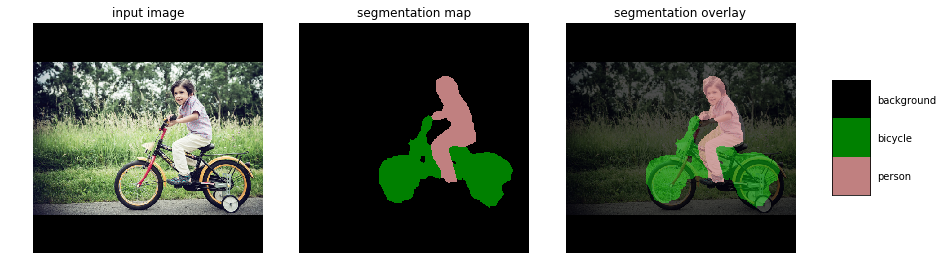 input image
segmentation map
segmentation overlay
background
bicycle
person